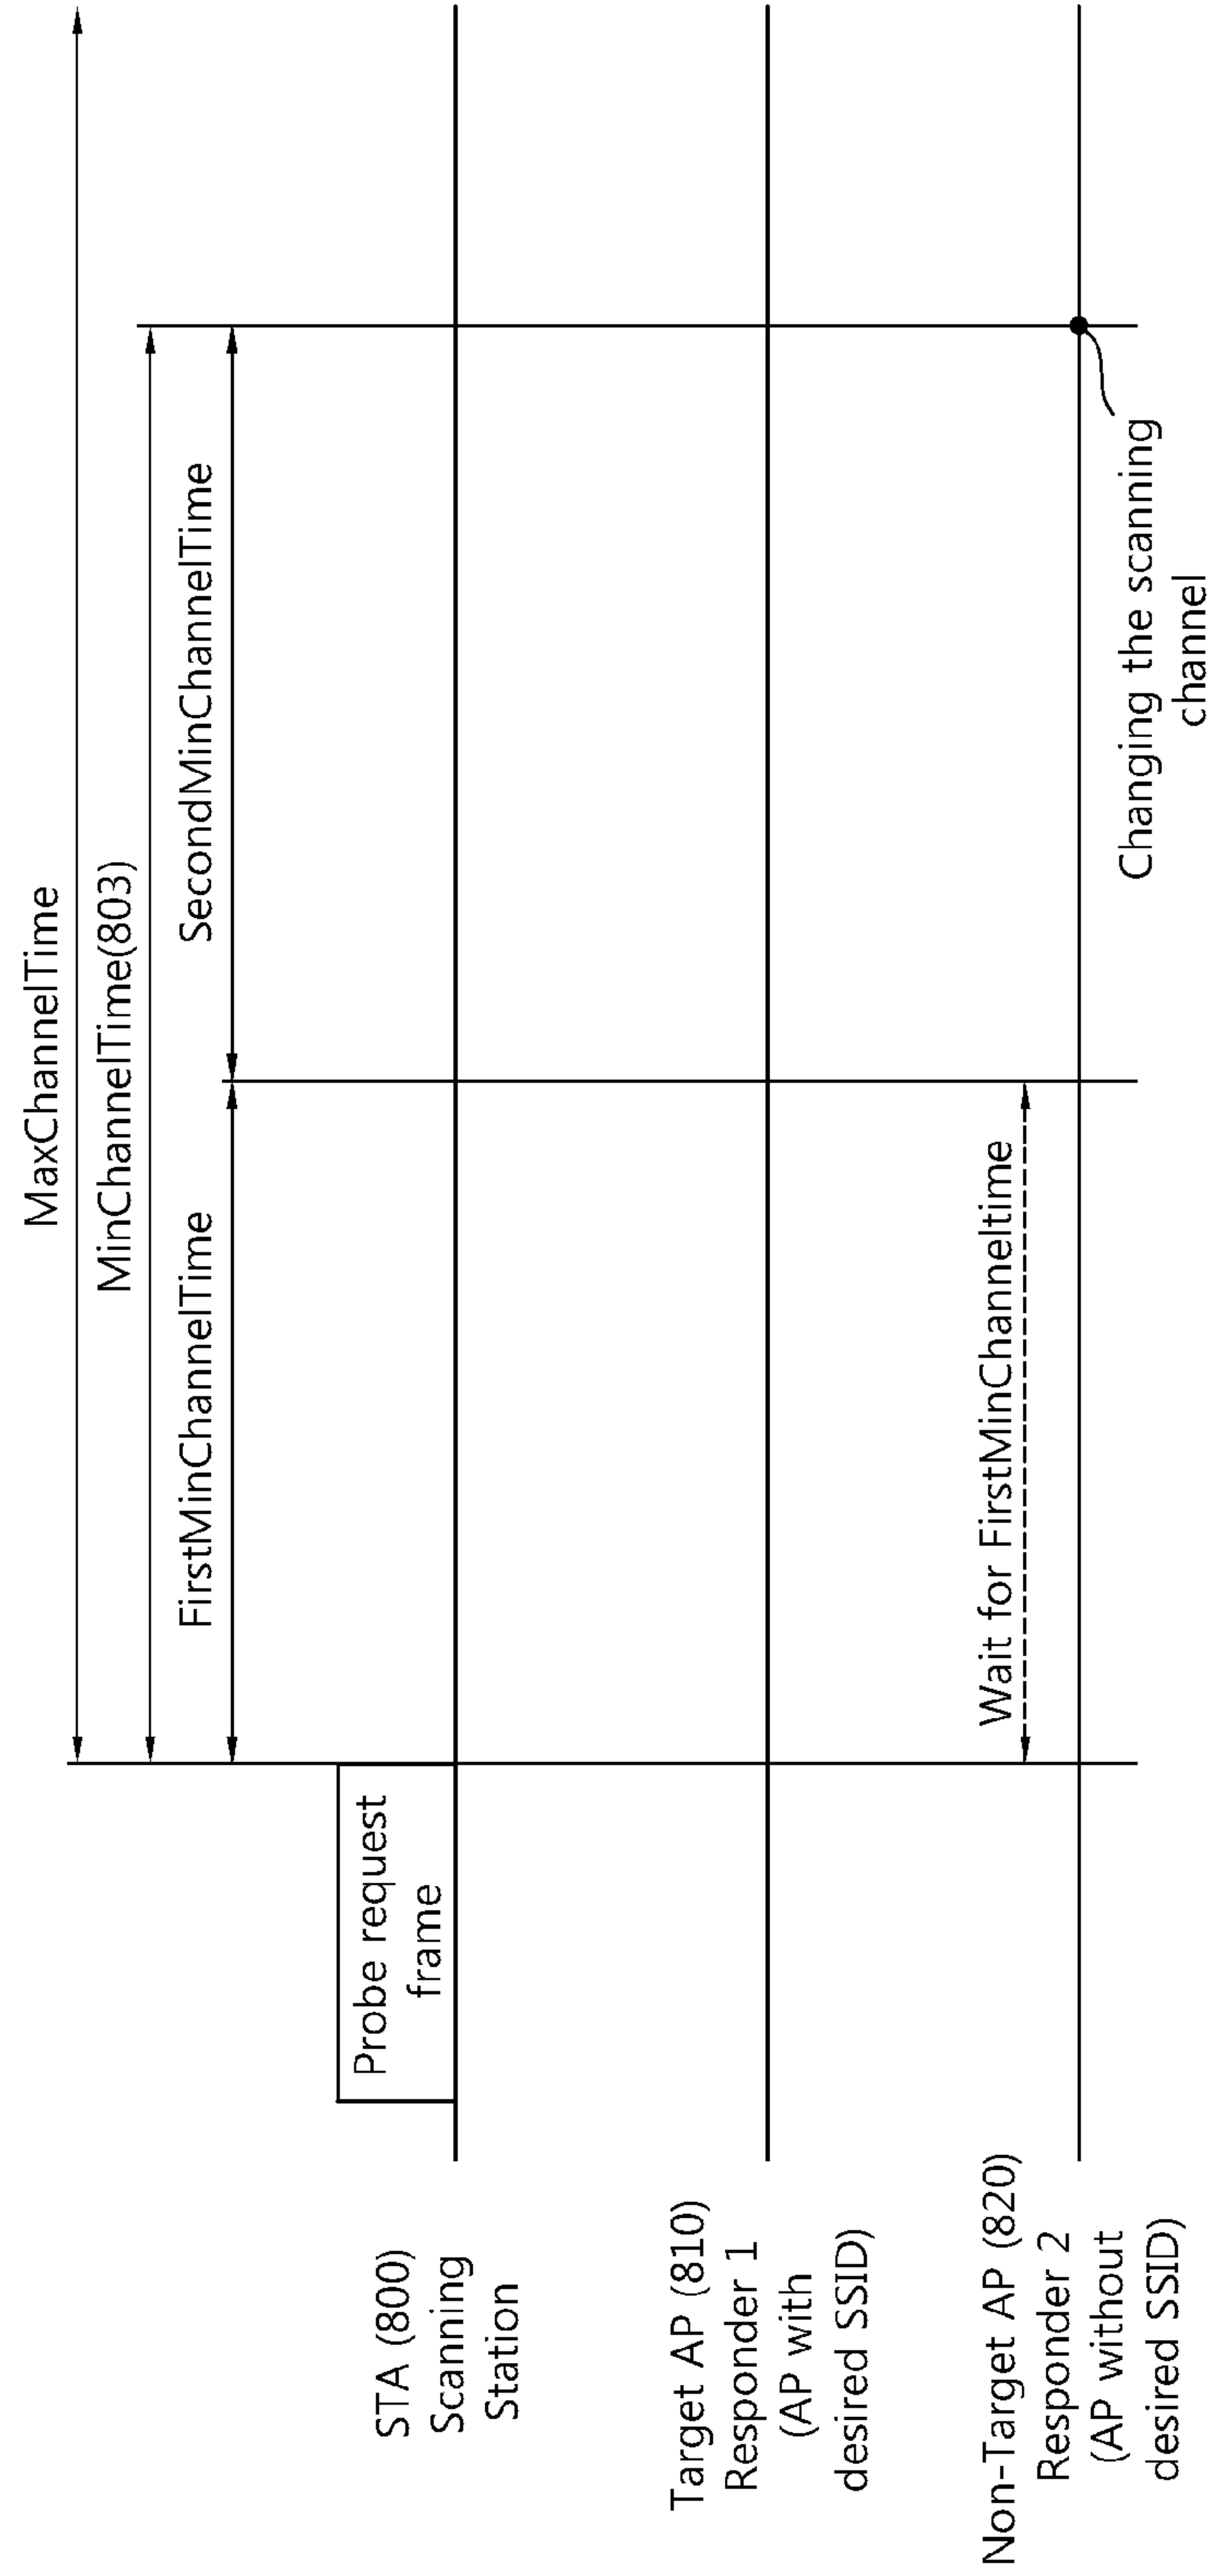 MaxChannelTime
MinChannelTime(803)
FirstMinChannelTime
SecondMinChannelTime
Probe request
frame
STA (800)
Scanning
Station
Target AP (810)
Responder 1
(AP with
desired SSID)
Wait for FirstMinChanneltime
Non-Target AP (820)
Responder 2
(AP without
desired SSID)
Changing the scanning
channel